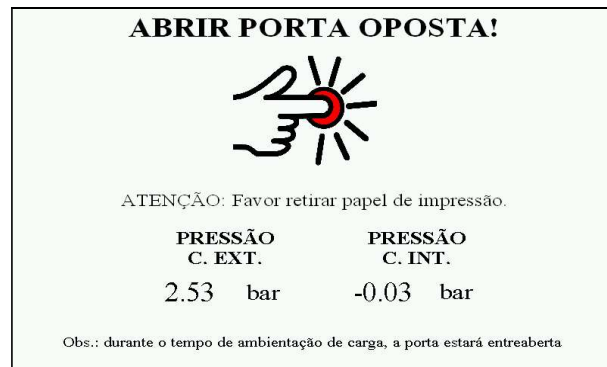 ABRIR PORTA OPOSTA!
ATENÇÃO: Favor retirar papel de impressão.
PRESSÃO PRESSÃO
C. EXT. C. INT.
2.53 bar -0.03 bar
Obs.: durante o tempo de ambientação de carga, a porta estará entreaberta